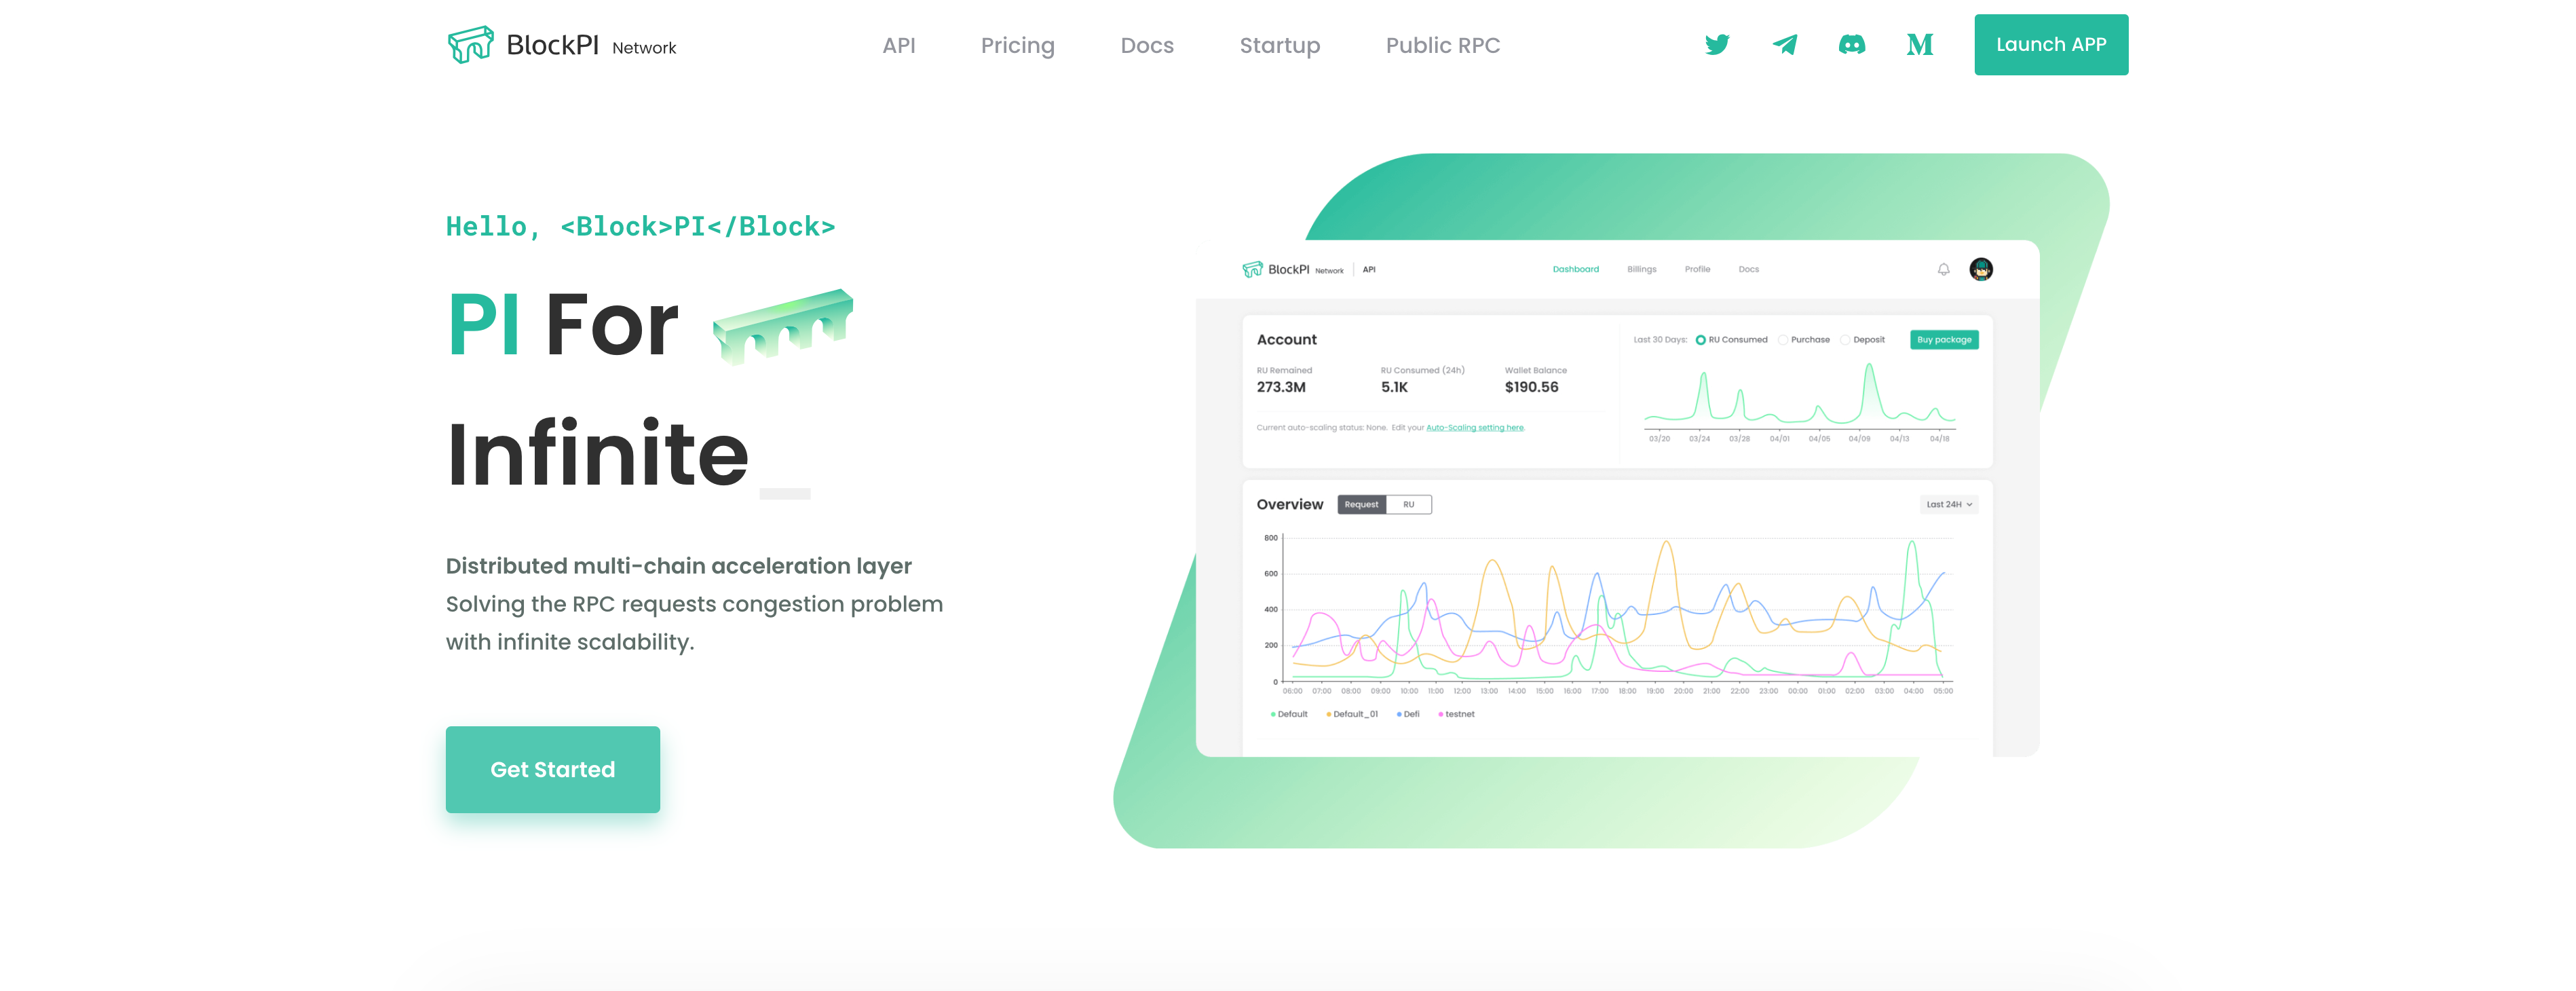 BlockPI Network
API Pricing Docs Startup Public RPC
Launch APP
Hello, <Block>PI</Block>
PI For
Infinite_
Distributed multi-chain acceleration layer
Solving the RPC requests congestion problem
with infinite scalability.
Get Started
BlockPI Network | API
Dashboard Billings Profile Docs
Account
RU Remained RU Consumed (24h) Wallet Balance
273.3M 5.1K $190.56
Current auto-scaling status: None. Edit your Auto-Scaling setting here.
Last 30 Days: RU Consumed Purchase Deposit Buy package
03/20 03/24 03/28 04/01 04/05 04/09 04/13 04/18
Overview Request RU Last 24H
800
600
400
200
0
06:00 07:00 08:00 09:00 10:00 11:00 12:00 13:00 14:00 15:00 16:00 17:00 18:00 19:00 20:00 21:00 22:00 23:00 00:00 01:00 02:00 03:00 04:00 05:00
Default Default_01 Defi testnet